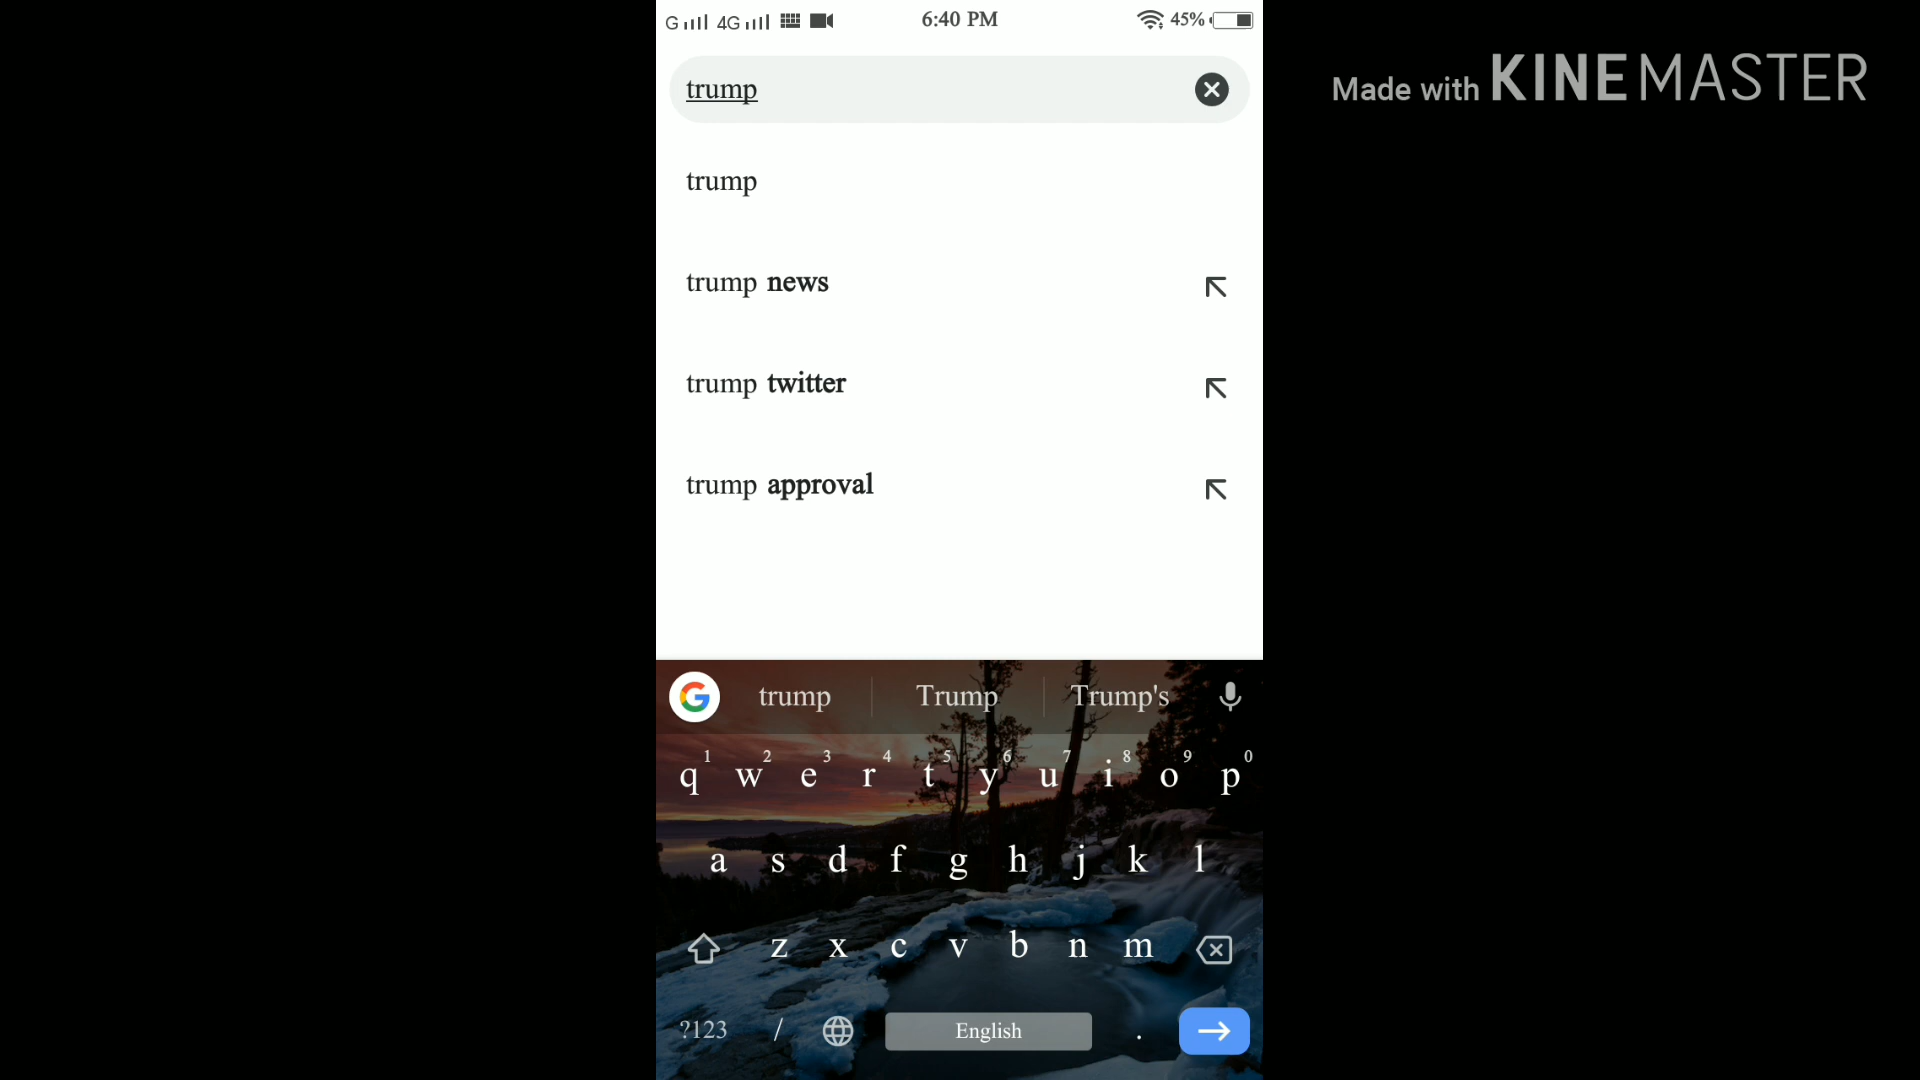 G 4G 6:40 PM 45%
Made with KINEMASTER
trump
trump
trump news
trump twitter
trump approval
G trump Trump Trump's
1 2 3 4 5 6 7 8 9 0
q w e r t y u i o p
a s d f g h j k l
z x c v b n m
?123 / English .